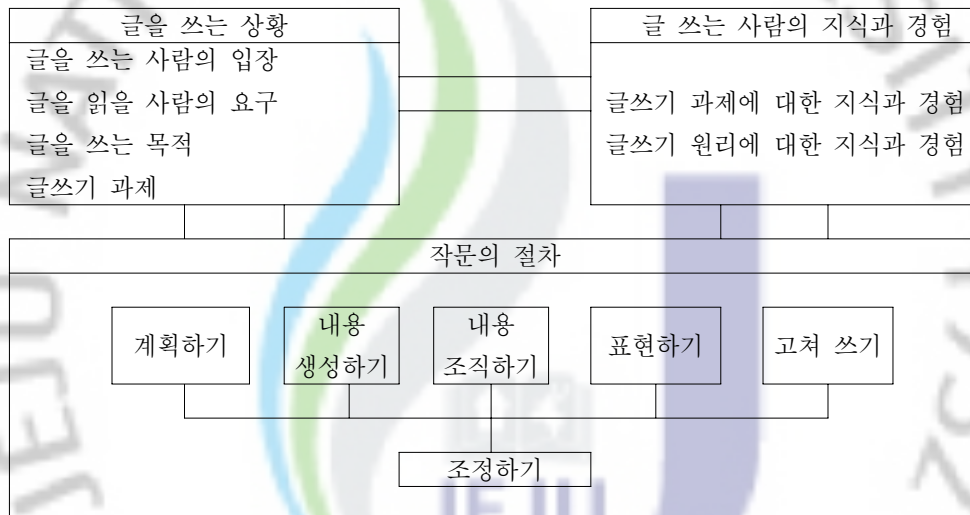 글을 쓰는 상황
글을 쓰는 사람의 입장
글을 읽을 사람의 요구
글을 쓰는 목적
글쓰기 과제
글 쓰는 사람의 지식과 경험
글쓰기 과제에 대한 지식과 경험
글쓰기 원리에 대한 지식과 경험
작문의 절차
계획하기
내용
생성하기
내용
조직하기
표현하기
고쳐 쓰기
조정하기
JEJU